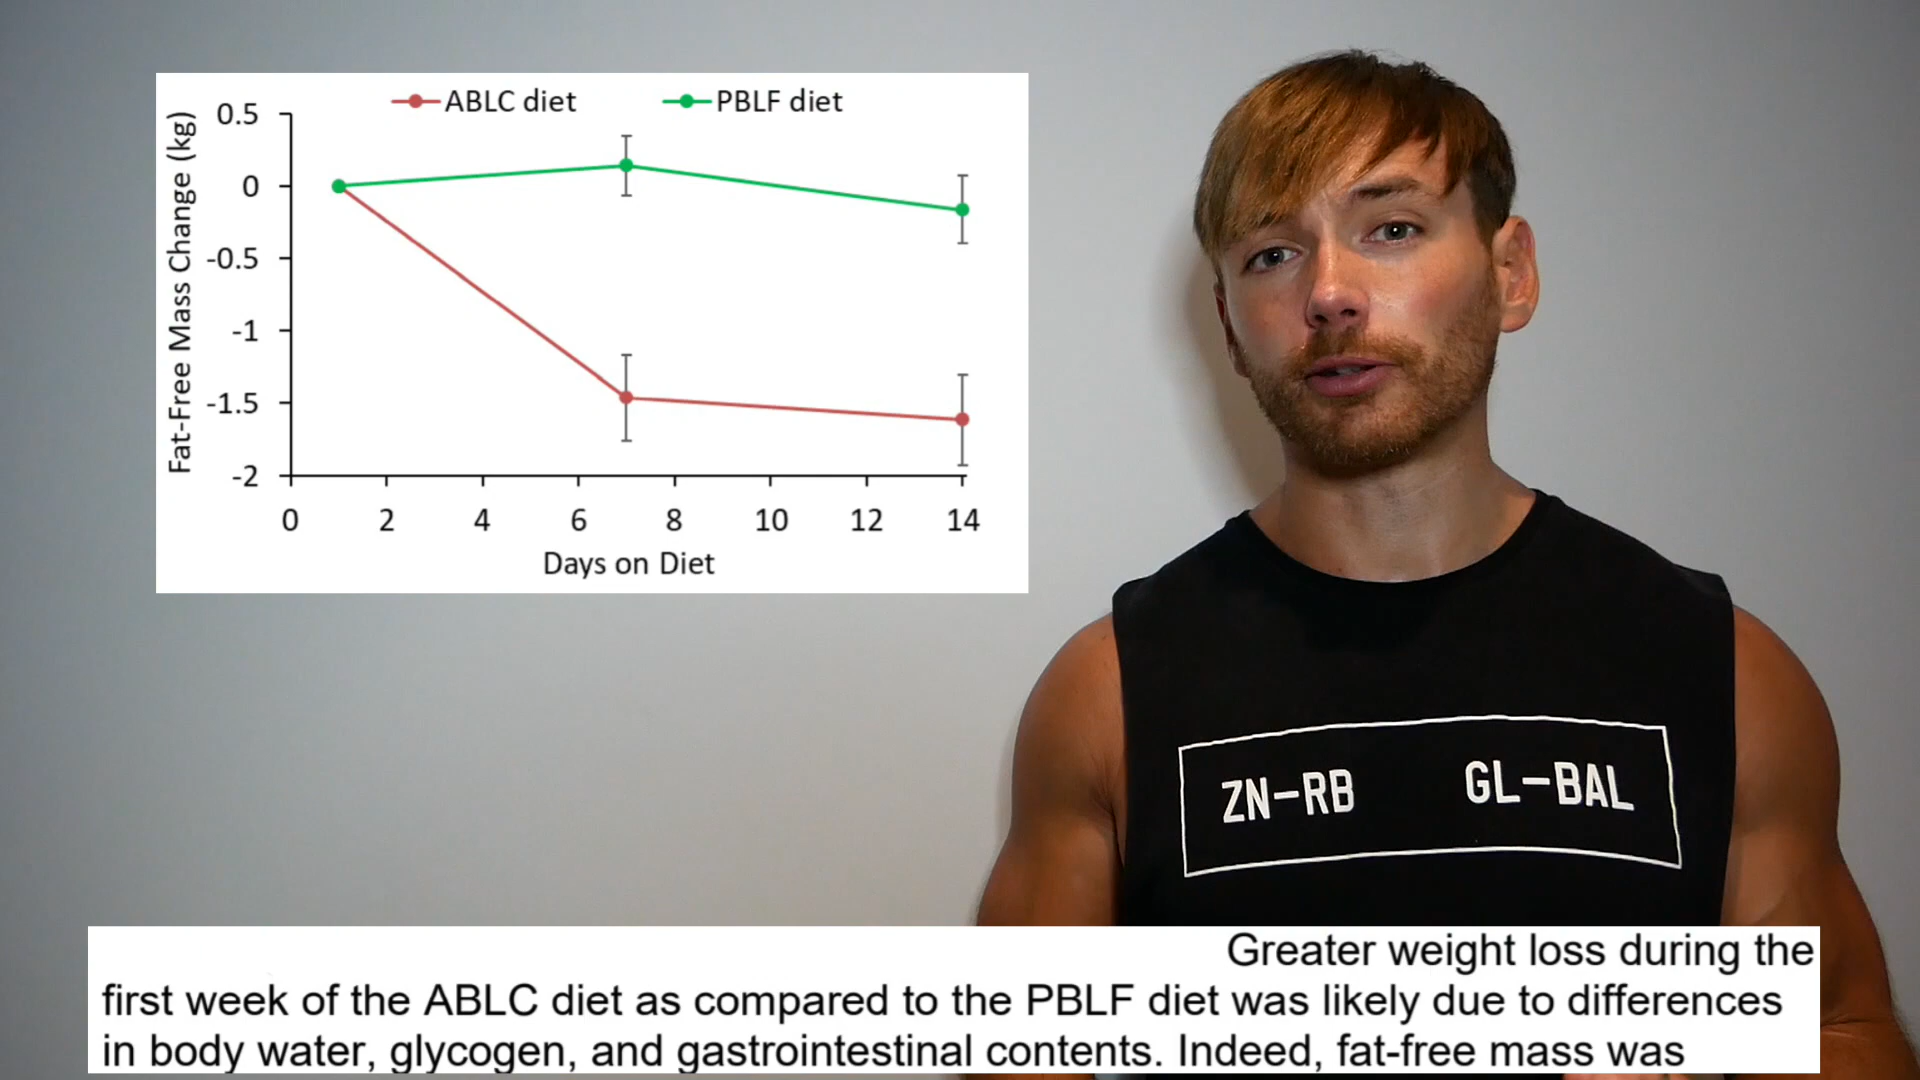 ABLC diet PBLF diet
0.5
0
-0.5
-1
-1.5
-2
Fat-Free Mass Change (kg)
0 2 4 6 8 10 12 14
Days on Diet
ZN-RB GL-BAL
Greater weight loss during the
first week of the ABLC diet as compared to the PBLF diet was likely due to differences
in body water, glycogen, and gastrointestinal contents. Indeed, fat-free mass was